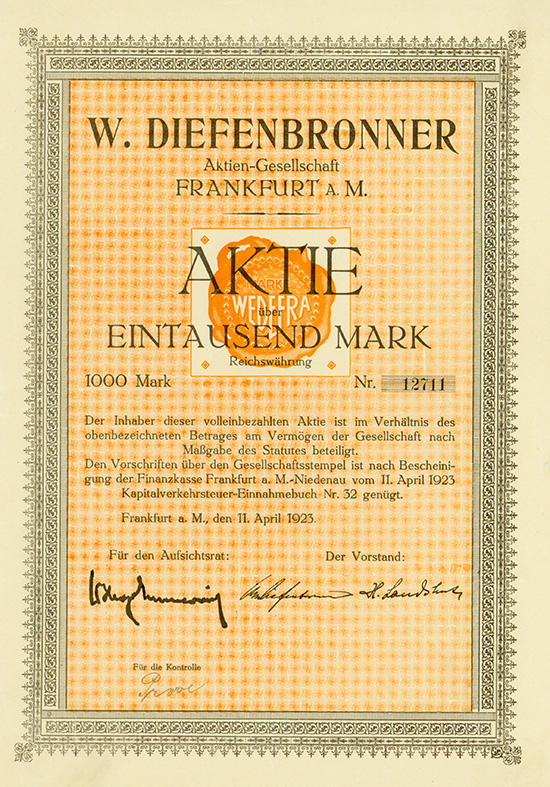 W. DIEFENBRONNER
Aktien-Gesellschaft
FRANKFURT A. M.
AKTIE
MARKE
WEDEFRA
über
EINTAUSEND MARK
Reichswährung
1000 Mark Nr. 12711
Der Inhaber dieser volleinbezahlten Aktie ist im Verhältnis des
obenbezeichneten Betrages am Vermögen der Gesellschaft nach
Maßgabe des Statutes beteiligt.
Den Vorschriften über den Gesellschaftsstempel ist nach Bescheini-
gung der Finanzkasse Frankfurt a. M.-Niedenau vom 11. April 1923
Kapitalverkehrsteuer-Einnahmebuch Nr. 32 genügt.
Frankfurt a. M., den 11. April 1923.
Für den Aufsichtsrat: Der Vorstand:
Für die Kontrolle